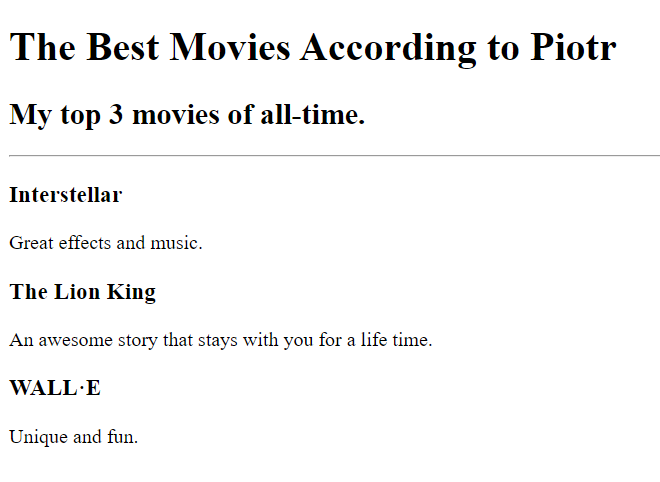 The Best Movies According to Piotr
My top 3 movies of all-time.
Interstellar
Great effects and music.
The Lion King
An awesome story that stays with you for a life time.
WALL·E
Unique and fun.